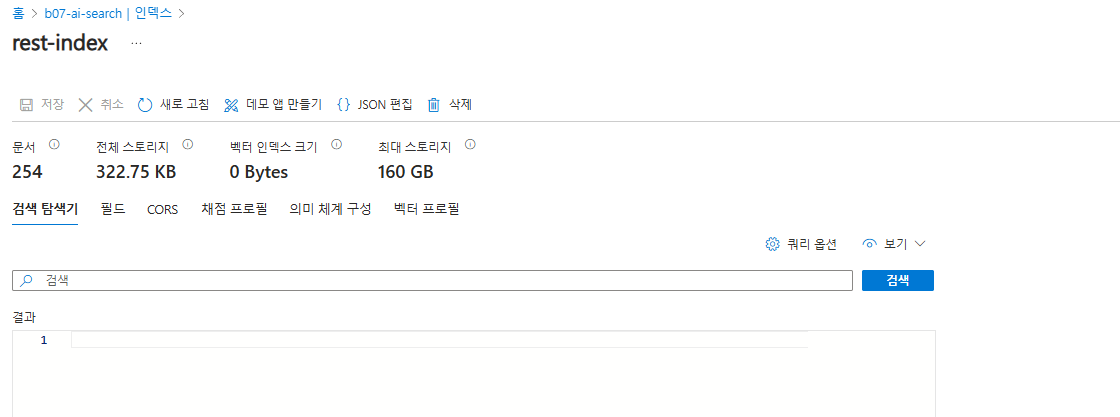 홈 > b07-ai-search | 인덱스 >
rest-index ...
저장 취소 새로 고침 데모 앱 만들기 {} JSON 편집 삭제
문서 전체 스토리지 벡터 인덱스 크기 최대 스토리지
254 322.75 KB 0 Bytes 160 GB
검색 탐색기 필드 CORS 채점 프로필 의미 체계 구성 벡터 프로필
쿼리 옵션 보기
검색 검색
결과
1